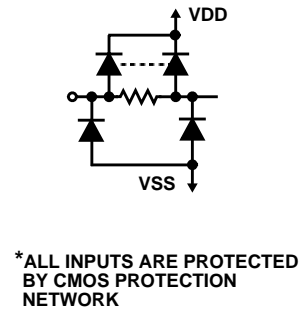 VDD
VSS
*ALL INPUTS ARE PROTECTED
BY CMOS PROTECTION
NETWORK